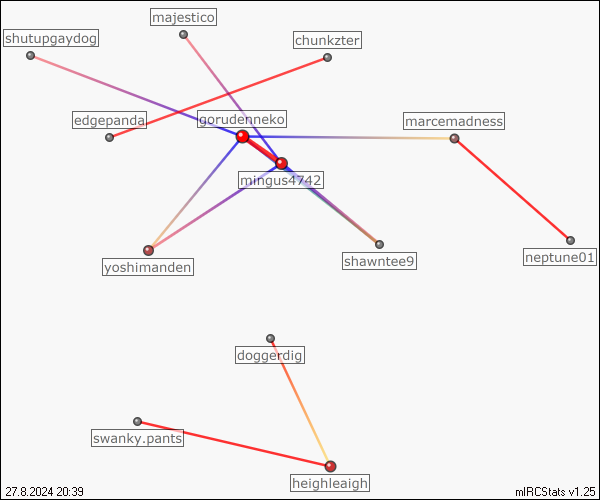 majestico
shutupgaydog
chunkzter
edgepanda
gorudenneko
marcemadness
mingus4742
yoshimanden
shawntee9
neptune01
doggerdig
swanky.pants
heighleaigh
27.8.2024 20:39
mIRCStats v1.25